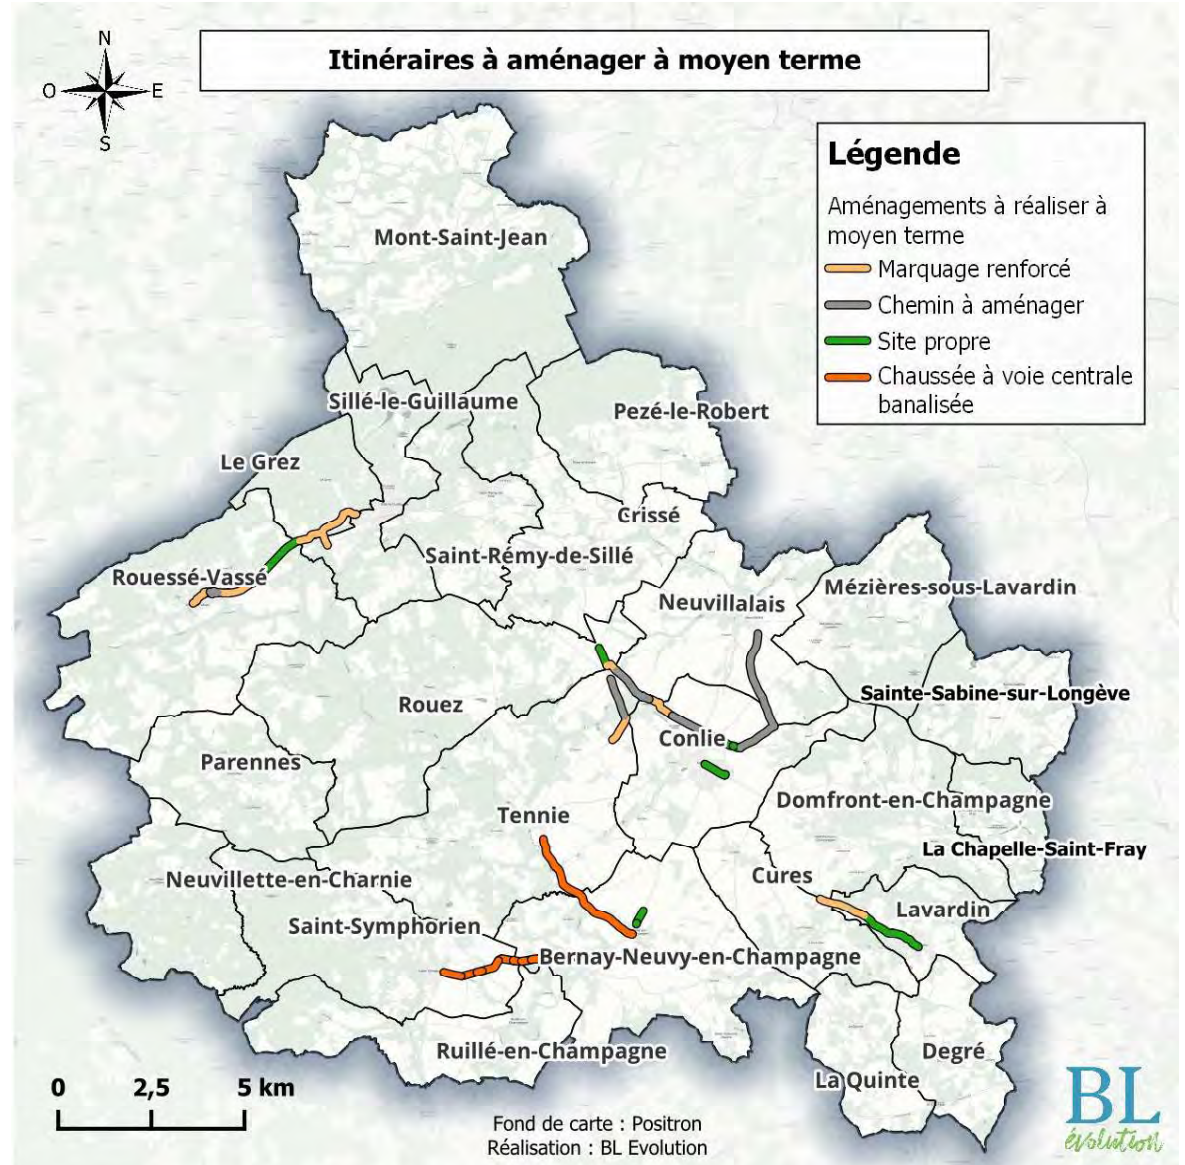 Itinéraires à aménager à moyen terme
N
O
E
S
Légende
Aménagements à réaliser à
moyen terme
Marquage renforcé
Chemin à aménager
Site propre
Chaussée à voie centrale
banalisée
Mont-Saint-Jean
Sillé-le-Guillaume
Pezé-le-Robert
Le Grez
Crissé
Saint-Rémy-de-Sillé
Rouessé-Vassé
Neuvillalais
Mézières-sous-Lavardin
Sainte-Sabine-sur-Longève
Rouez
Conlie
Parennes
Domfront-en-Champagne
Tennie
La Chapelle-Saint-Fray
Cures
Neuvillette-en-Charnie
Lavardin
Saint-Symphorien
Bernay-Neuvy-en-Champagne
Ruillé-en-Champagne
Degré
La Quinte
0 2,5 5 km
Fond de carte : Positron
Réalisation : BL Evolution
BL
évolution